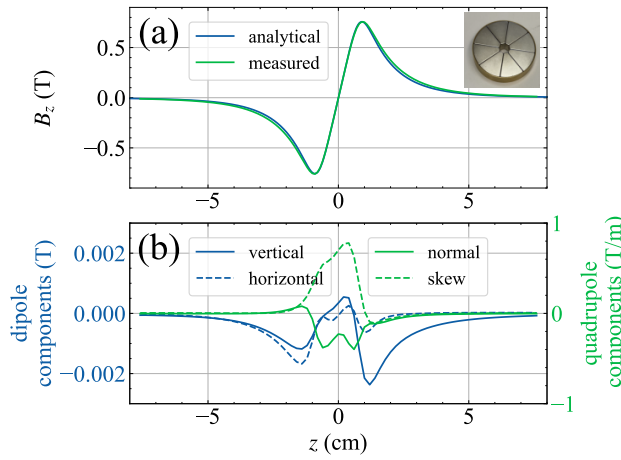 (a)
analytical
measured
B_z (T)
0.5
0.0
−0.5
−5
0
5
(b)
vertical
horizontal
normal
skew
dipole
components (T)
0.002
0.000
−0.002
quadrupole
components (T/m)
1
0
−1
−5
0
5
z (cm)